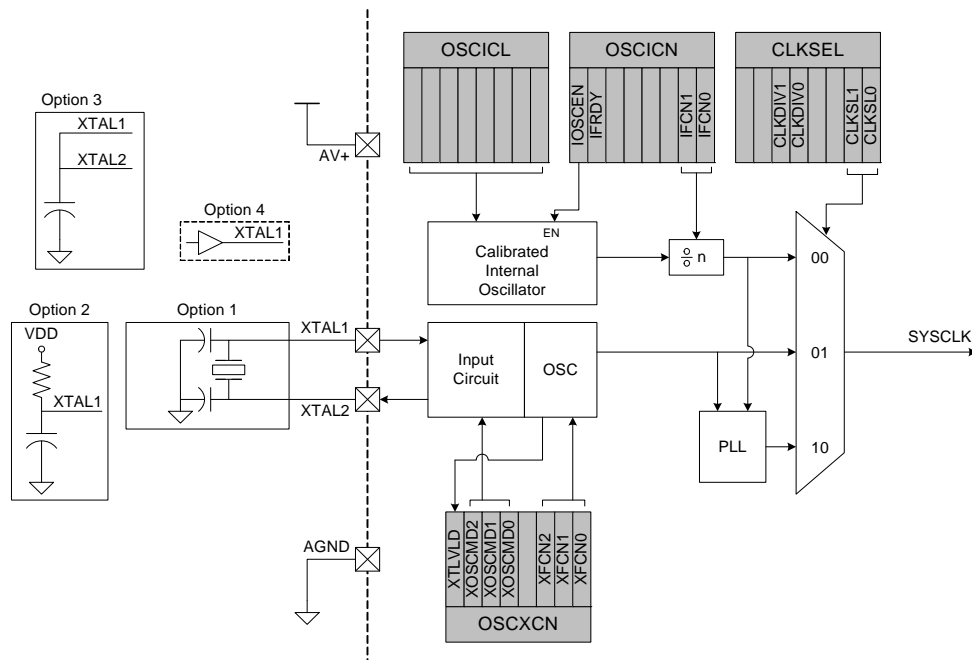 OSCICL
OSCICN
CLKSEL
IOSCEN
IFRDY
IFCN1
IFCN0
CLKDIV1
CLKDIV0
CLKSL1
CLKSL0
Option 3
XTAL1
XTAL2
AV+
Option 4
XTAL1
EN
Calibrated
Internal
Oscillator
n
00
Option 2
VDD
XTAL1
Option 1
XTAL1
XTAL2
Input
Circuit
OSC
01
SYSCLK
PLL
10
AGND
XTLVLD
XOSCMD2
XOSCMD1
XOSCMD0
XFCN2
XFCN1
XFCN0
OSCXCN